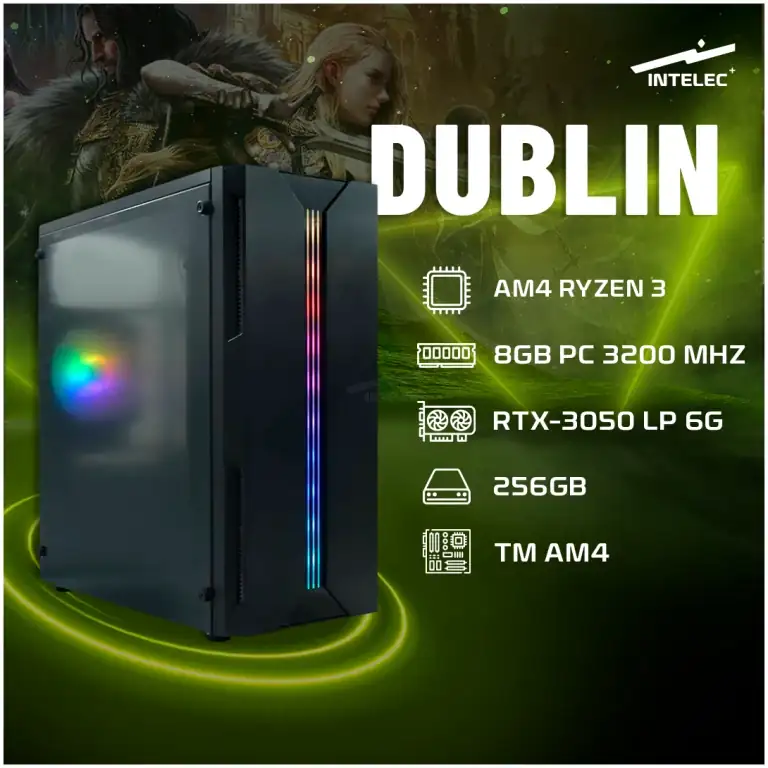 INTELEC+
DUBLIN
AM4 RYZEN 3
8GB PC 3200 MHZ
RTX-3050 LP 6G
256GB
TM AM4